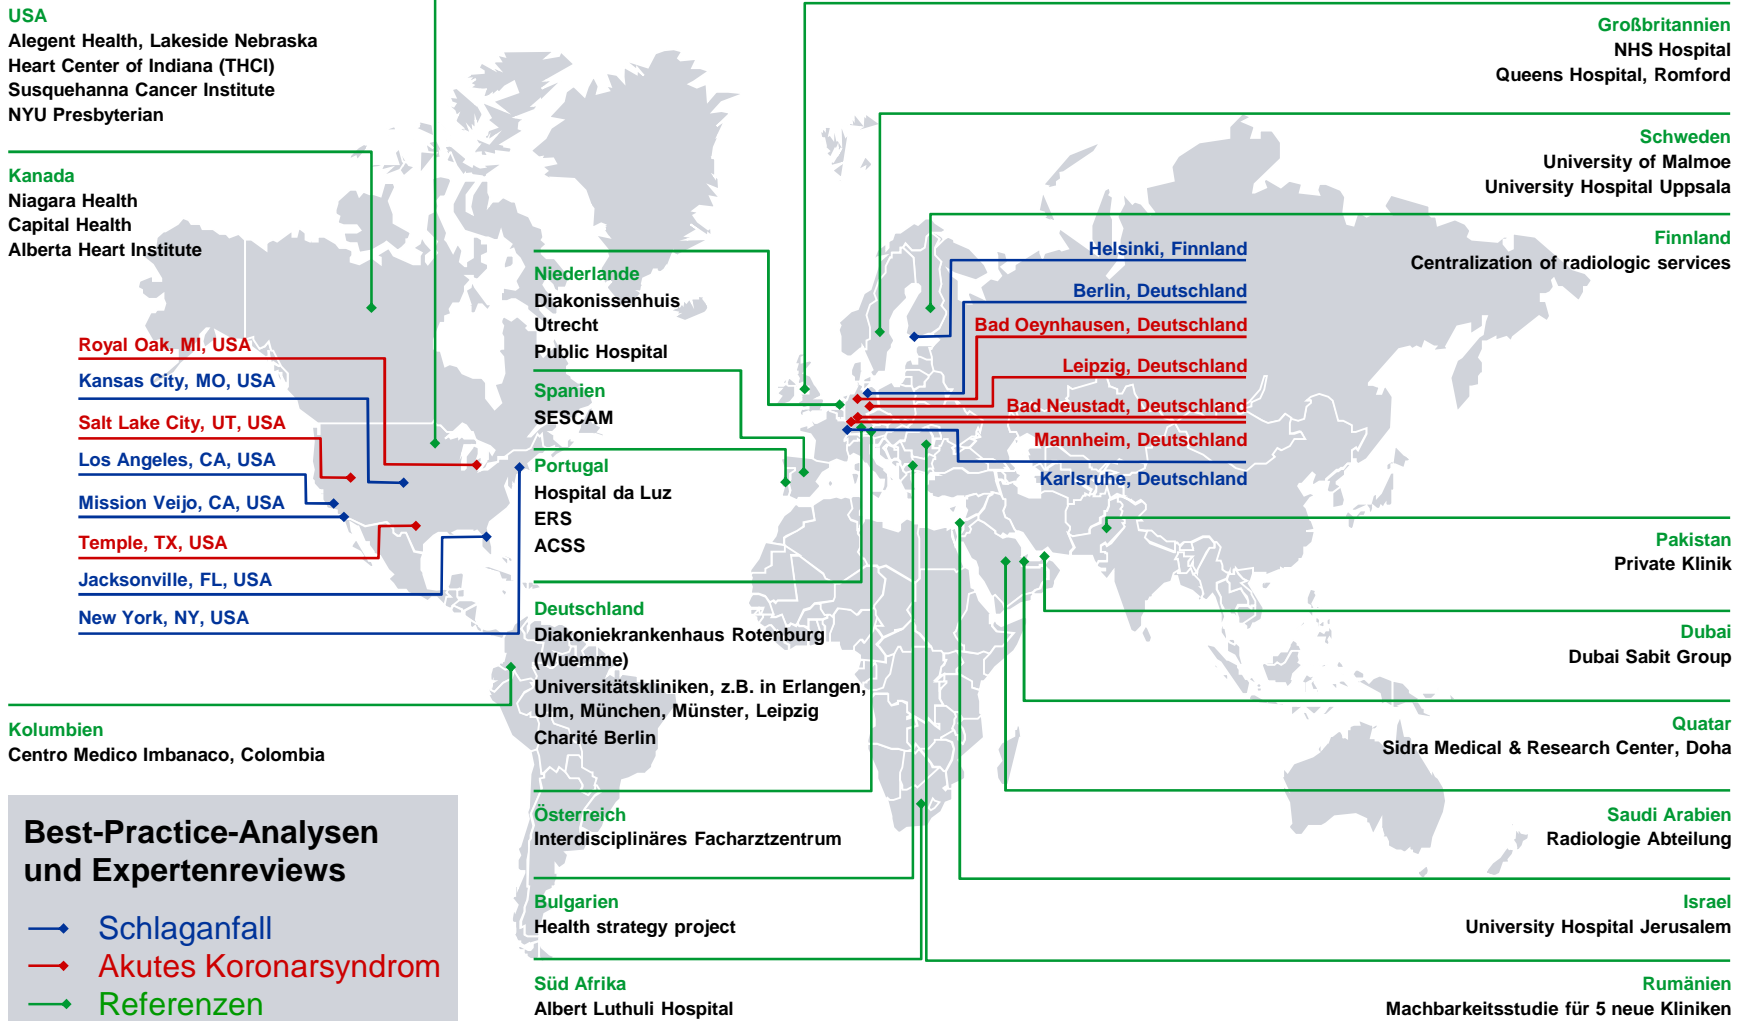 USA
Alegent Health, Lakeside Nebraska
Heart Center of Indiana (THCI)
Susquehanna Cancer Institute
NYU Presbyterian
Kanada
Niagara Health
Capital Health
Alberta Heart Institute
Royal Oak, MI, USA
Kansas City, MO, USA
Salt Lake City, UT, USA
Los Angeles, CA, USA
Mission Veijo, CA, USA
Temple, TX, USA
Jacksonville, FL, USA
New York, NY, USA
Kolumbien
Centro Medico Imbanaco, Colombia
Best-Practice-Analysen
und Expertenreviews
Schlaganfall
Akutes Koronarsyndrom
Referenzen
Niederlande
Diakonissenhuis
Utrecht
Public Hospital
Spanien
SESCAM
Portugal
Hospital da Luz
ERS
ACSS
Deutschland
Diakoniekrankenhaus Rotenburg
(Wuemme)
Universitätskliniken, z.B. in Erlangen,
Ulm, München, Münster, Leipzig
Charité Berlin
Österreich
Interdisciplinäres Facharztzentrum
Bulgarien
Health strategy project
Süd Afrika
Albert Luthuli Hospital
Helsinki, Finnland
Berlin, Deutschland
Bad Oeynhausen, Deutschland
Leipzig, Deutschland
Bad Neustadt, Deutschland
Mannheim, Deutschland
Karlsruhe, Deutschland
Großbritannien
NHS Hospital
Queens Hospital, Romford
Schweden
University of Malmoe
University Hospital Uppsala
Finnland
Centralization of radiologic services
Pakistan
Private Klinik
Dubai
Dubai Sabit Group
Quatar
Sidra Medical & Research Center, Doha
Saudi Arabien
Radiologie Abteilung
Israel
University Hospital Jerusalem
Rumänien
Machbarkeitsstudie für 5 neue Kliniken